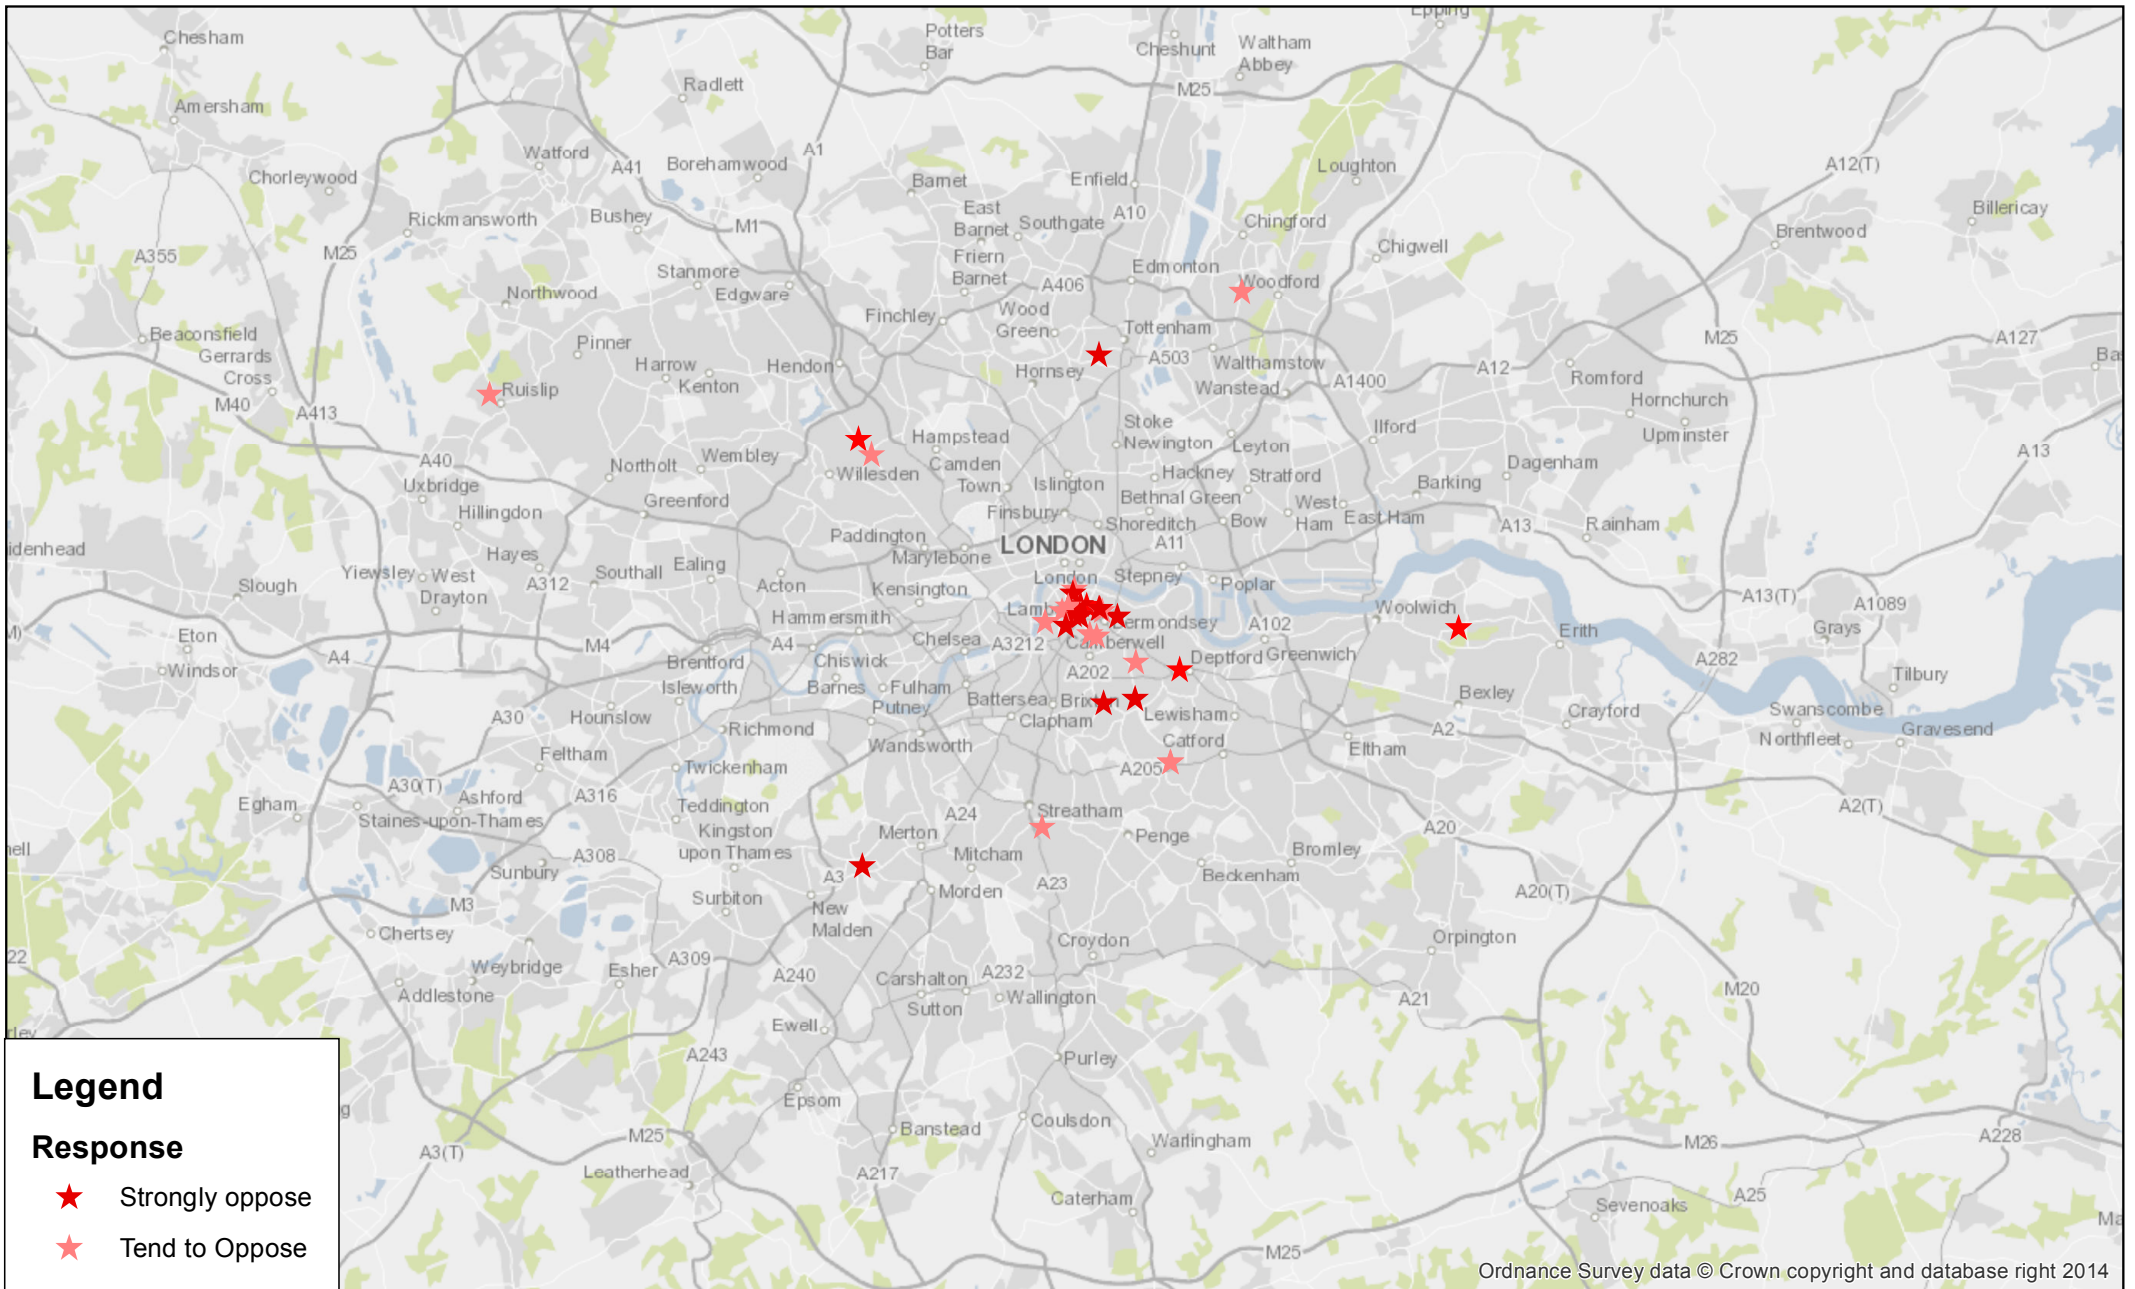 Chesham
Potters
Bar
Cheshunt
Waltham
Abbey
Epping
Radlett
M25
Amersham
A1
Watford
A41
Borehamwood
Loughton
A12(T)
Chorleywood
Barnet
Enfield
Rickmansworth
Bushey
M1
East
Barnet
Southgate
A10
Chingford
Billericay
Brentwood
A355
M25
Chigwell
Friern
Barnet
Edmonton
Stanmore
Edgware
A406
Woodford
Northwood
Finchley
Wood
Green
Tottenham
Beaconsfield
Gerrards
Cross
Pinner
Harrow
Kenton
Hendon
Hornsey
A503
Walthamstow
Wanstead
A1400
A12
M25
A127
Ba
Romford
Ruislip
M40
A413
Hornchurch
Upminster
Hampstead
Stoke
Newington
Leyton
Ilford
A13
A40
Uxbridge
Northolt
Wembley
Willesden
Camden
Town
Islington
Hackney
Stratford
Dagenham
Barking
Greenford
Hillingdon
Finsbury
Bethnal Green
West
Ham
East Ham
Shoreditch
Bow
A13
Rainham
Paddington
Marylebone
LONDON
A11
idenhead
Hayes
Slough
Yiewsley
West
Drayton
A312
Southall
Ealing
Acton
Kensington
London
Stepney
Poplar
A13(T)
A1089
Grays
Hammersmith
Lamb
Bermondsey
Woolwich
M)
Eton
Windsor
A4
M4
A4
Brentford
Chelsea
A3212
Camberwell
A102
Erith
Chiswick
Barnes
Fulham
A202
Deptford
Greenwich
A282
Tilbury
Isleworth
Battersea
Brixton
Bexley
A30
Hounslow
Putney
Clapham
Lewisham
A2
Crayford
Swanscombe
Northfleet
Gravesend
Richmond
Wandsworth
Catford
Eltham
Feltham
Twickenham
A205
A30(T)
Ashford
Staines-upon-Thames
A316
Egham
Teddington
Kingston
upon Thames
Streatham
A24
Merton
Penge
A20
A2(T)
nell
A308
Sunbury
Mitcham
Bromley
Beckenham
A3
A23
Morden
A20(T)
M3
Surbiton
New
Malden
Chertsey
Croydon
Orpington
22
A309
Weybridge
Esher
A240
Carshalton
Sutton
A232
Wallington
Addlestone
A21
M20
rley
Ewell
A243
Purley
Epsom
g
Coulsdon
Banstead
Warlingham
M25
A3(T)
M26
A228
Leatherhead
A217
Caterham
Sevenoaks
A25
Ma
M25
Legend
Response
Strongly oppose
Tend to Oppose
Ordnance Survey data © Crown copyright and database right 2014